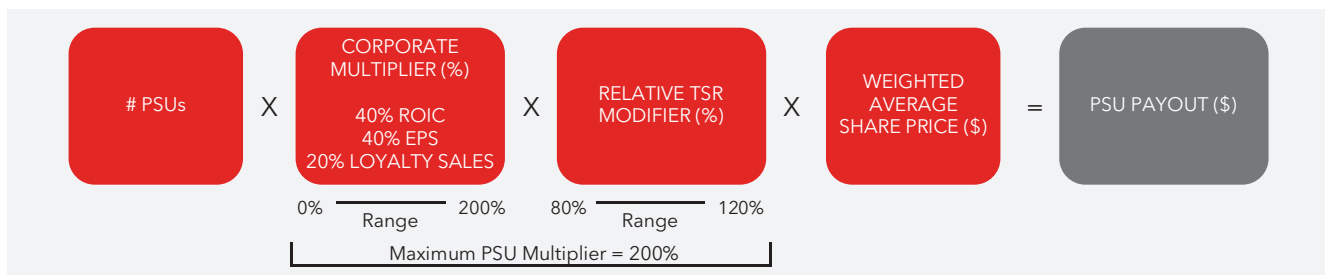 # PSUs
X
CORPORATE
MULTIPLIER (%)
40% ROIC
40% EPS
20% LOYALTY SALES
X
RELATIVE TSR
MODIFIER (%)
X
WEIGHTED
AVERAGE
SHARE PRICE ($)
=
PSU PAYOUT ($)
0%
Range
200%
80%
Range
120%
Maximum PSU Multiplier = 200%